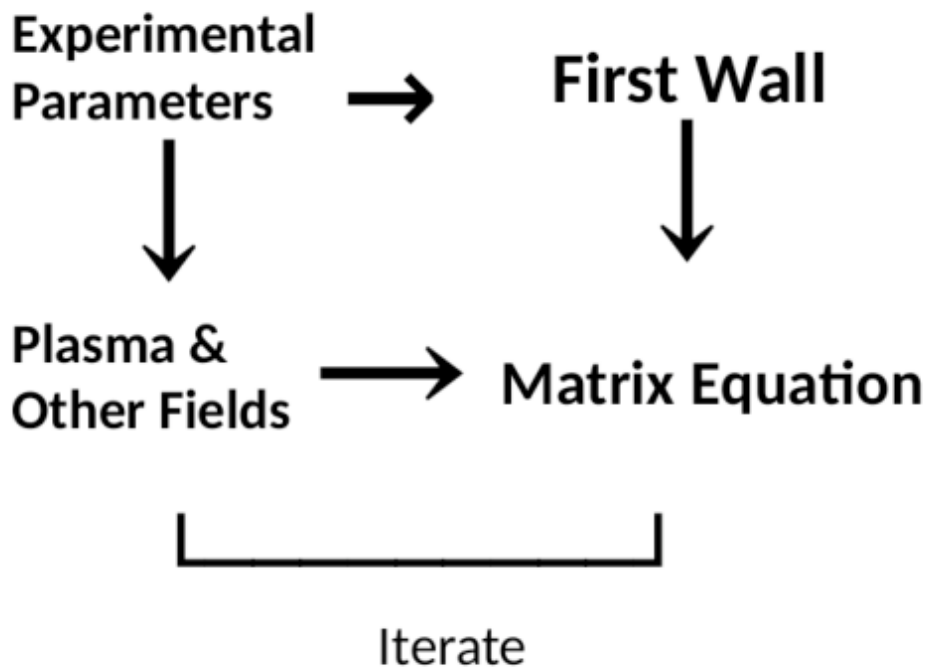 Experimental
Parameters
First Wall
Plasma &
Other Fields
Matrix Equation
Iterate